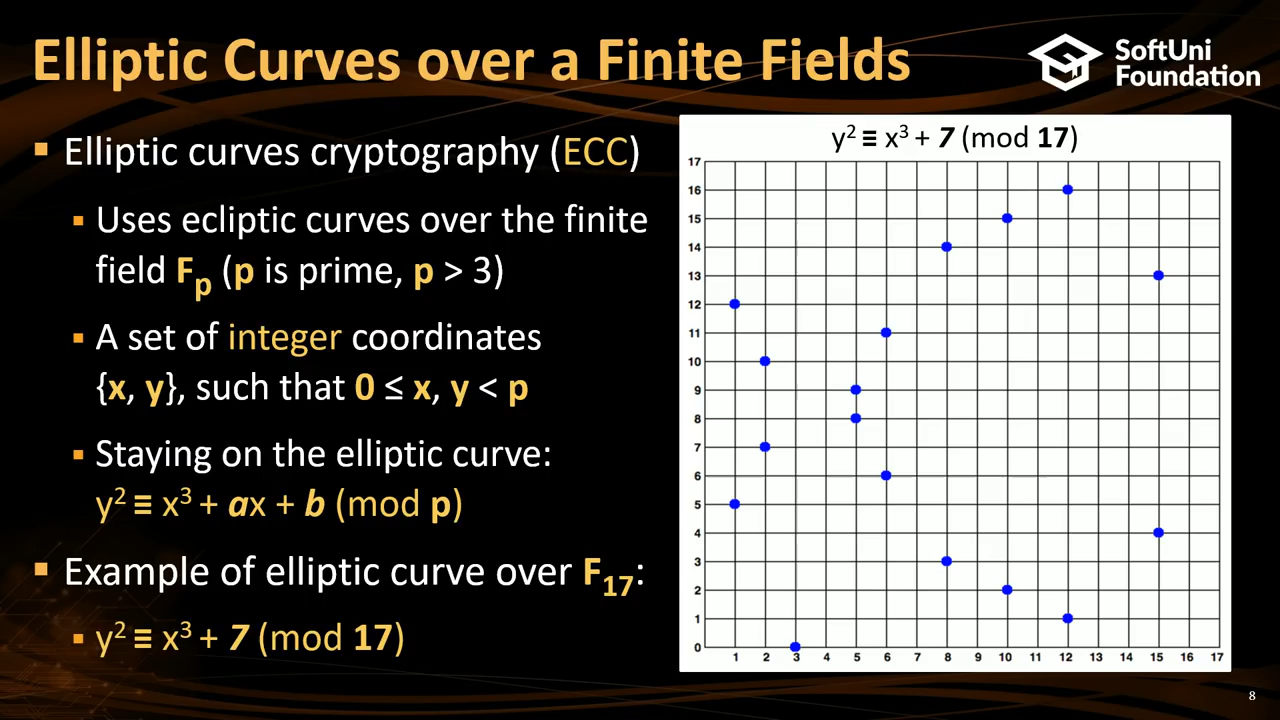 Elliptic Curves over a Finite Fields
SoftUni
Foundation
▪ Elliptic curves cryptography (ECC)
▪ Uses ecliptic curves over the finite
field Fₚ (p is prime, p > 3)
▪ A set of integer coordinates
{x, y}, such that 0 ≤ x, y < p
▪ Staying on the elliptic curve:
y² ≡ x³ + ax + b (mod p)
▪ Example of elliptic curve over F₁₇:
▪ y² ≡ x³ + 7 (mod 17)
y² ≡ x³ + 7 (mod 17)
17
16
15
14
13
12
11
10
9
8
7
6
5
4
3
2
1
0
1 2 3 4 5 6 7 8 9 10 11 12 13 14 15 16 17
8